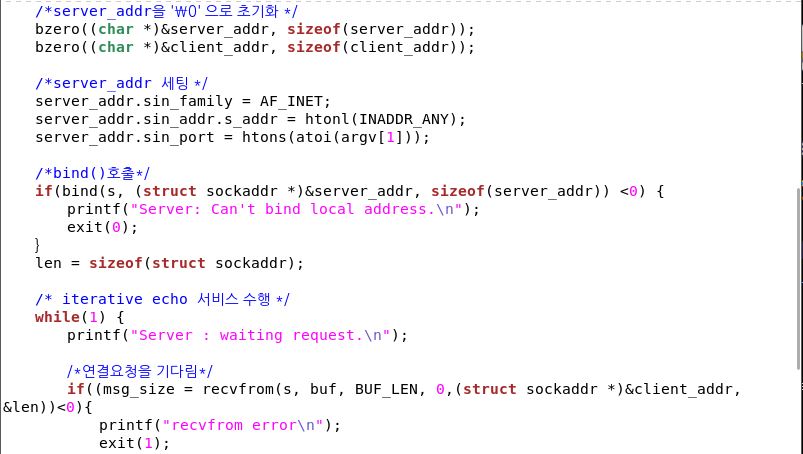 /*server_addr을 '₩0' 으로 초기화 */
bzero((char *)&server_addr, sizeof(server_addr));
bzero((char *)&client_addr, sizeof(client_addr));
/*server_addr 세팅 */
server_addr.sin_family = AF_INET;
server_addr.sin_addr.s_addr = htonl(INADDR_ANY);
server_addr.sin_port = htons(atoi(argv[1]));
/*bind()호출*/
if(bind(s, (struct sockaddr *)&server_addr, sizeof(server_addr)) <0) {
printf("Server: Can't bind local address.\n");
exit(0);
}
len = sizeof(struct sockaddr);
/* iterative echo 서비스 수행 */
while(1) {
printf("Server : waiting request.\n");
/*연결요청을 기다림*/
if((msg_size = recvfrom(s, buf, BUF_LEN, 0,(struct sockaddr *)&client_addr,
&len))<0){
printf("recvfrom error\n");
exit(1);